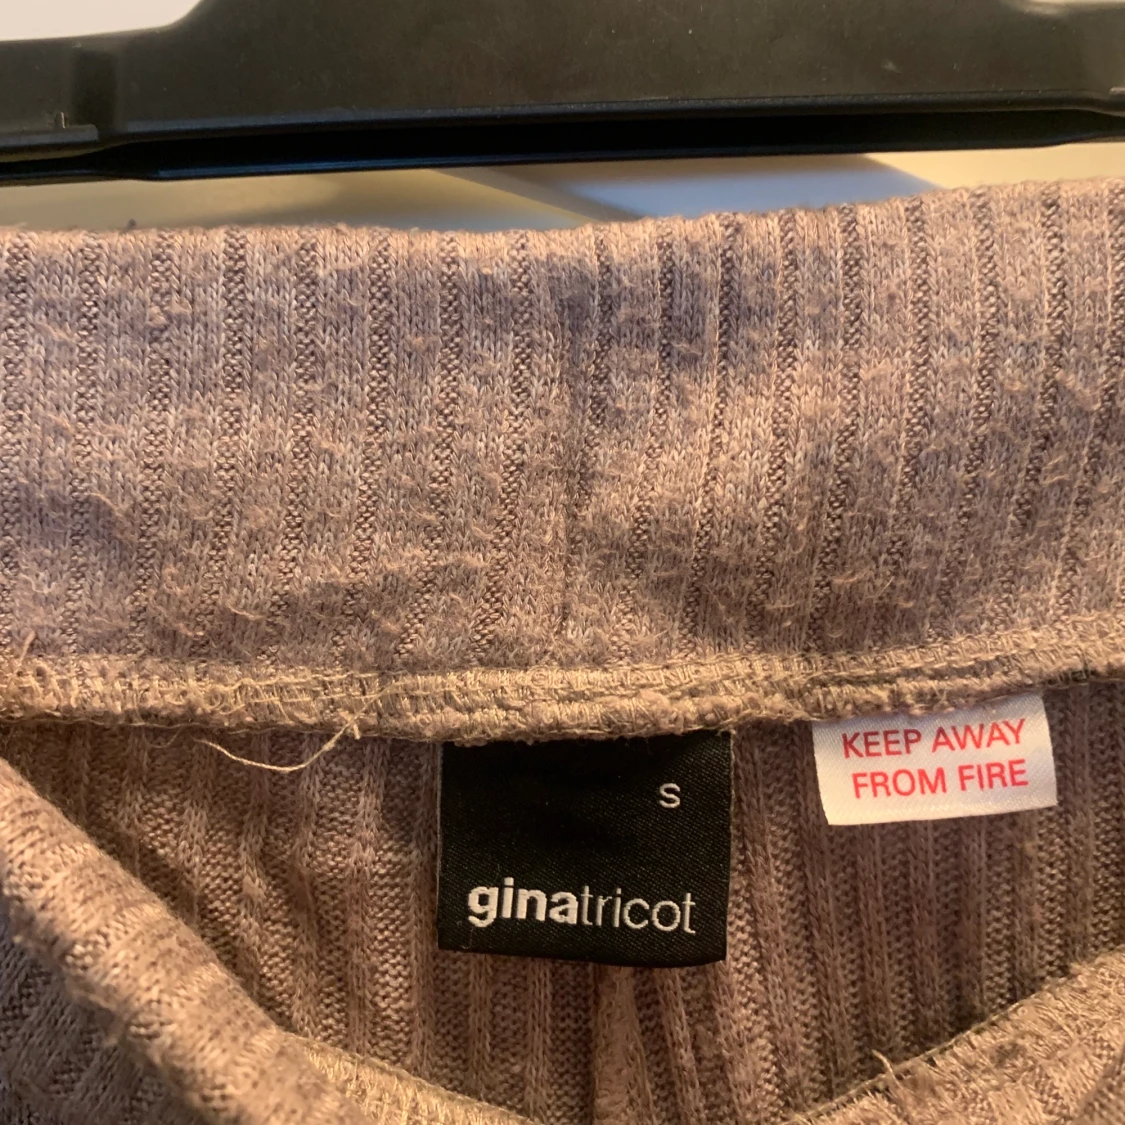 KEEP AWAY
FROM FIRE
S
ginatricot